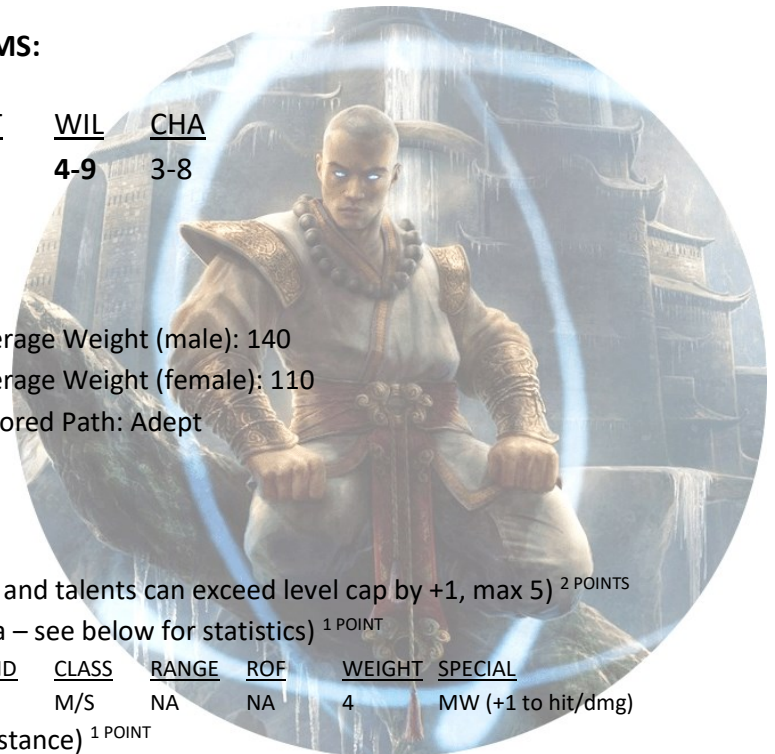 MS:
T WIL CHA
4-9 3-8
erage Weight (male): 140
erage Weight (female): 110
ored Path: Adept
and talents can exceed level cap by +1, max 5) 2 POINTS
a – see below for statistics) 1 POINT
ND CLASS RANGE ROF WEIGHT SPECIAL
M/S NA NA 4 MW (+1 to hit/dmg)
stance) 1 POINT